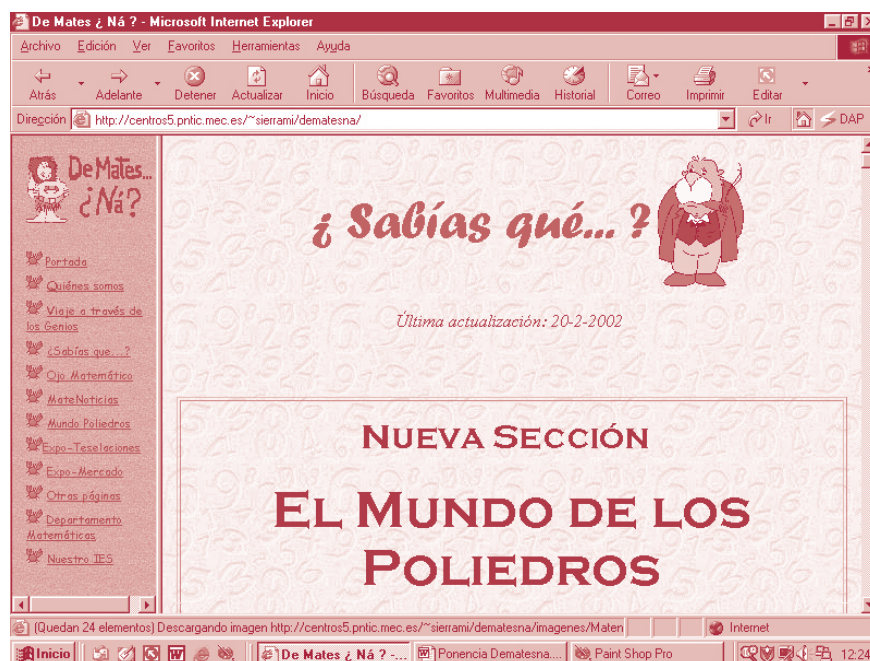 De Mates ¿ Ná ? - Microsoft Internet Explorer
Archivo Edición Ver Favoritos Herramientas Ayuda
Atrás Adelante Detener Actualizar Inicio Búsqueda Favoritos Multimedia Historial Correo Imprimir Editar
Dirección http://centros5.pntic.mec.es/~sierrami/dematesna/ Ir DAP
De Mates...
¿Ná?
Portada
Quiénes somos
Viaje a través de
los Genios
¿Sabías que...?
Ojo Matemático
MateNoticias
Mundo Poliedros
Expo-Teselaciones
Expo-Mercado
Otras páginas
Departamento
Matemáticas
Nuestro IES
¿ Sabías qué... ?
Última actualización: 20-2-2002
NUEVA SECCIÓN
EL MUNDO DE LOS
POLIEDROS
(Quedan 24 elementos) Descargando imagen http://centros5.pntic.mec.es/~sierrami/dematesna/imagenes/Maten Internet
Inicio De Mates ¿ Ná ? -... Ponencia Dematesna.... Paint Shop Pro 12:24